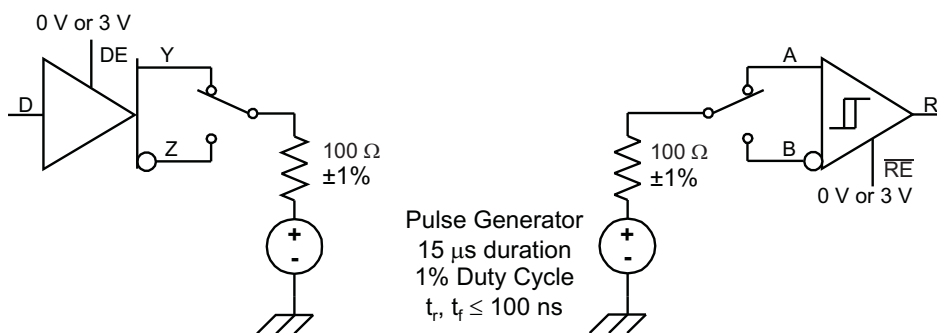 0 V or 3 V
DE
Y
D
Z
100 Ω
±1%
+
-
Pulse Generator
15 μs duration
1% Duty Cycle
tr, tf ≤ 100 ns
A
B
R
RE
0 V or 3 V
100 Ω
±1%
+
-